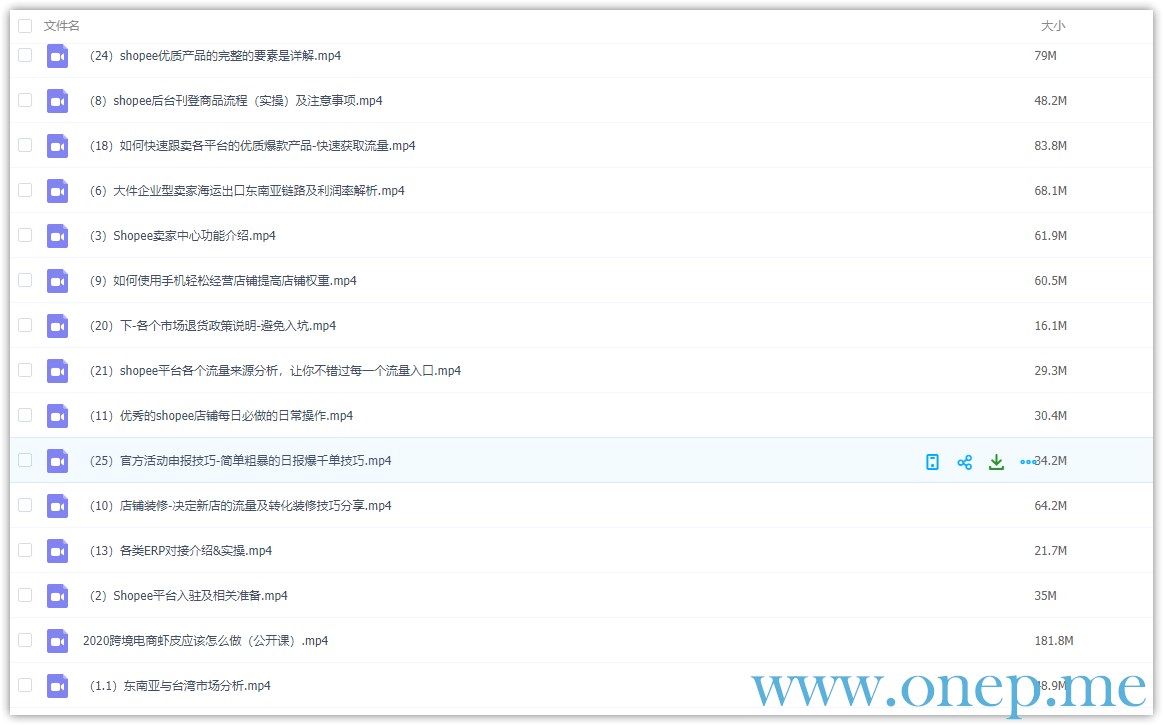 文件名 大小
（24）shopee优质产品的完整的要素是详解.mp4 79M
（8）shopee后台刊登商品流程（实操）及注意事项.mp4 48.2M
（18）如何快速跟卖各平台的优质爆款产品-快速获取流量.mp4 83.8M
（6）大件企业型卖家海运出口东南亚链路及利润率解析.mp4 68.1M
（3）Shopee卖家中心功能介绍.mp4 61.9M
（9）如何使用手机轻松经营店铺提高店铺权重.mp4 60.5M
（20）下-各个市场退货政策说明-避免入坑.mp4 16.1M
（21）shopee平台各个流量来源分析，让你不错过每一个流量入口.mp4 29.3M
（11）优秀的shopee店铺每日必做的日常操作.mp4 30.4M
（25）官方活动申报技巧-简单粗暴的日报爆千单技巧.mp4 34.2M
（10）店铺装修-决定新店的流量及转化装修技巧分享.mp4 64.2M
（13）各类ERP对接介绍&实操.mp4 21.7M
（2）Shopee平台入驻及相关准备.mp4 35M
2020跨境电商虾皮应该怎么做（公开课）.mp4 181.8M
（1.1）东南亚与台湾市场分析.mp4
www.onep.me